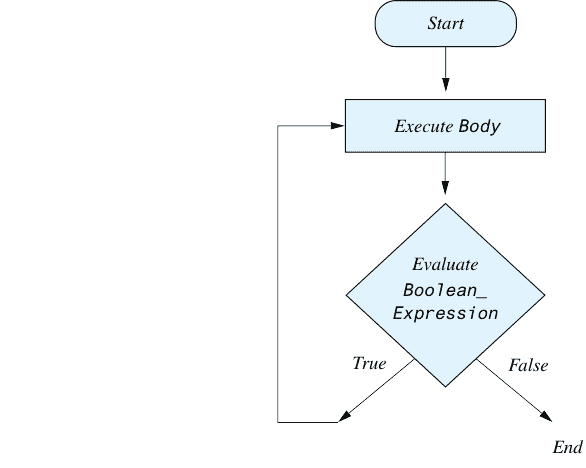 Start
Execute Body
Evaluate
Boolean_
Expression
True
False
End